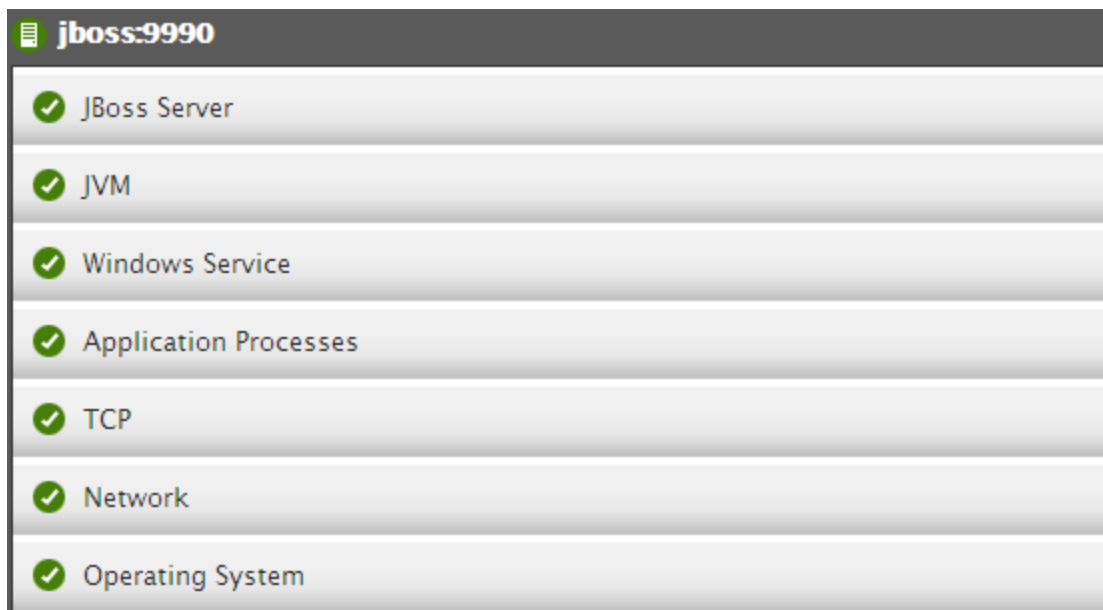 jboss:9990
JBoss Server
JVM
Windows Service
Application Processes
TCP
Network
Operating System